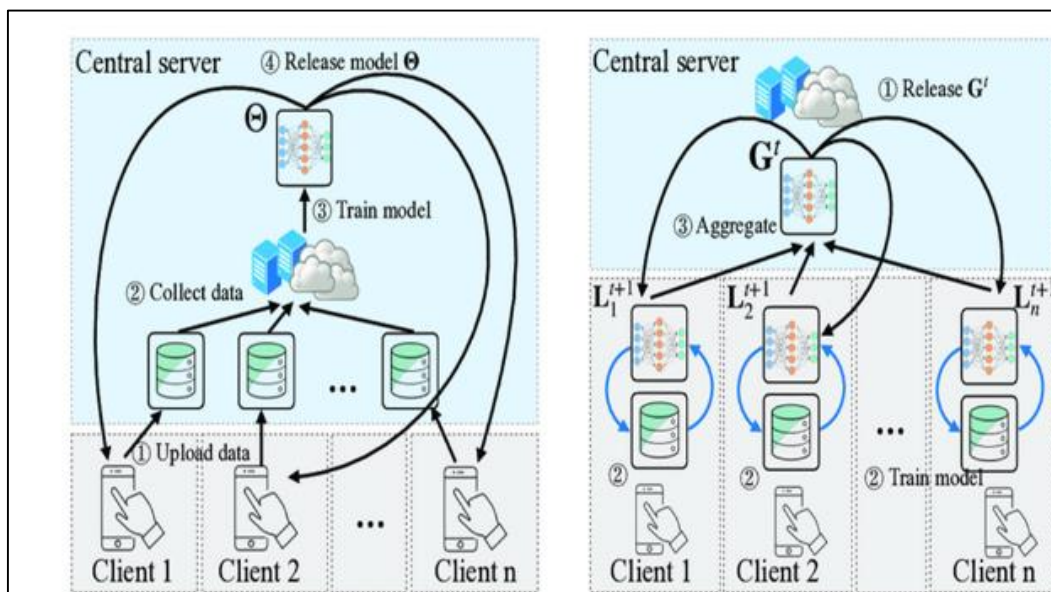 Central server
④ Release model Θ
Θ
③ Train model
② Collect data
...
① Upload data
...
Client 1
Client 2
Client n
Central server
① Release G^t
G^t
③ Aggregate
L_1^{t+1}
L_2^{t+1}
L_n^{t+1}
...
②
②
② Train model
Client 1
Client 2
Client n